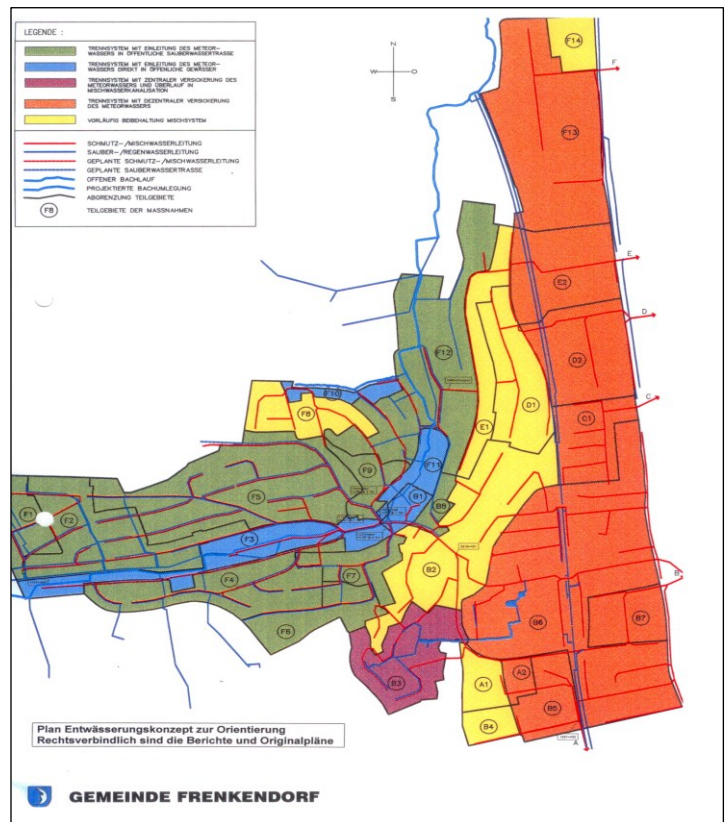 LEGENDE :
TRENNSYSTEM MIT EINLEITUNG DES METEOR-
WASSERS IN ÖFFENTLICHE SAUBERWASSERTRASSE
TRENNSYSTEM MIT EINLEITUNG DES METEOR-
WASSERS DIREKT IN ÖFFENTLICHE GEWÄSSER
TRENNSYSTEM MIT ZENTRALER VERSICKERUNG DES
METEORWASSERS UND ÜBERLAUF IN
MISCHWASSERKANALISATION
TRENNSYSTEM MIT DEZENTRALER VERSICKERUNG
DES METEORWASSERS
VORLÄUFIG BEIBEHALTUNG MISCHSYSTEM
SCHMUTZ-/MISCHWASSERLEITUNG
SAUBER-/REGENWASSERLEITUNG
GEPLANTE SCHMUTZ-/MISCHWASSERLEITUNG
GEPLANTE SAUBERWASSERTRASSE
OFFENER BACHLAUF
PROJEKTIERTE BACHUMLEGUNG
ABGRENZUNG TEILGEBIETE
F8 TEILGEBIETE DER MASSNAHMEN
N
W O
S
F14
F
F13
E
E2
D
F12
D2
C
F10
F8
D1
C1
E1
F9
F11
F5
B1
B8
F1
F2
F3
B2
F4
F7
B
B6
B7
F6
B3
A1
A2
B4
B5
A
Plan Entwässerungskonzept zur Orientierung
Rechtsverbindlich sind die Berichte und Originalpläne
GEMEINDE FRENKENDORF